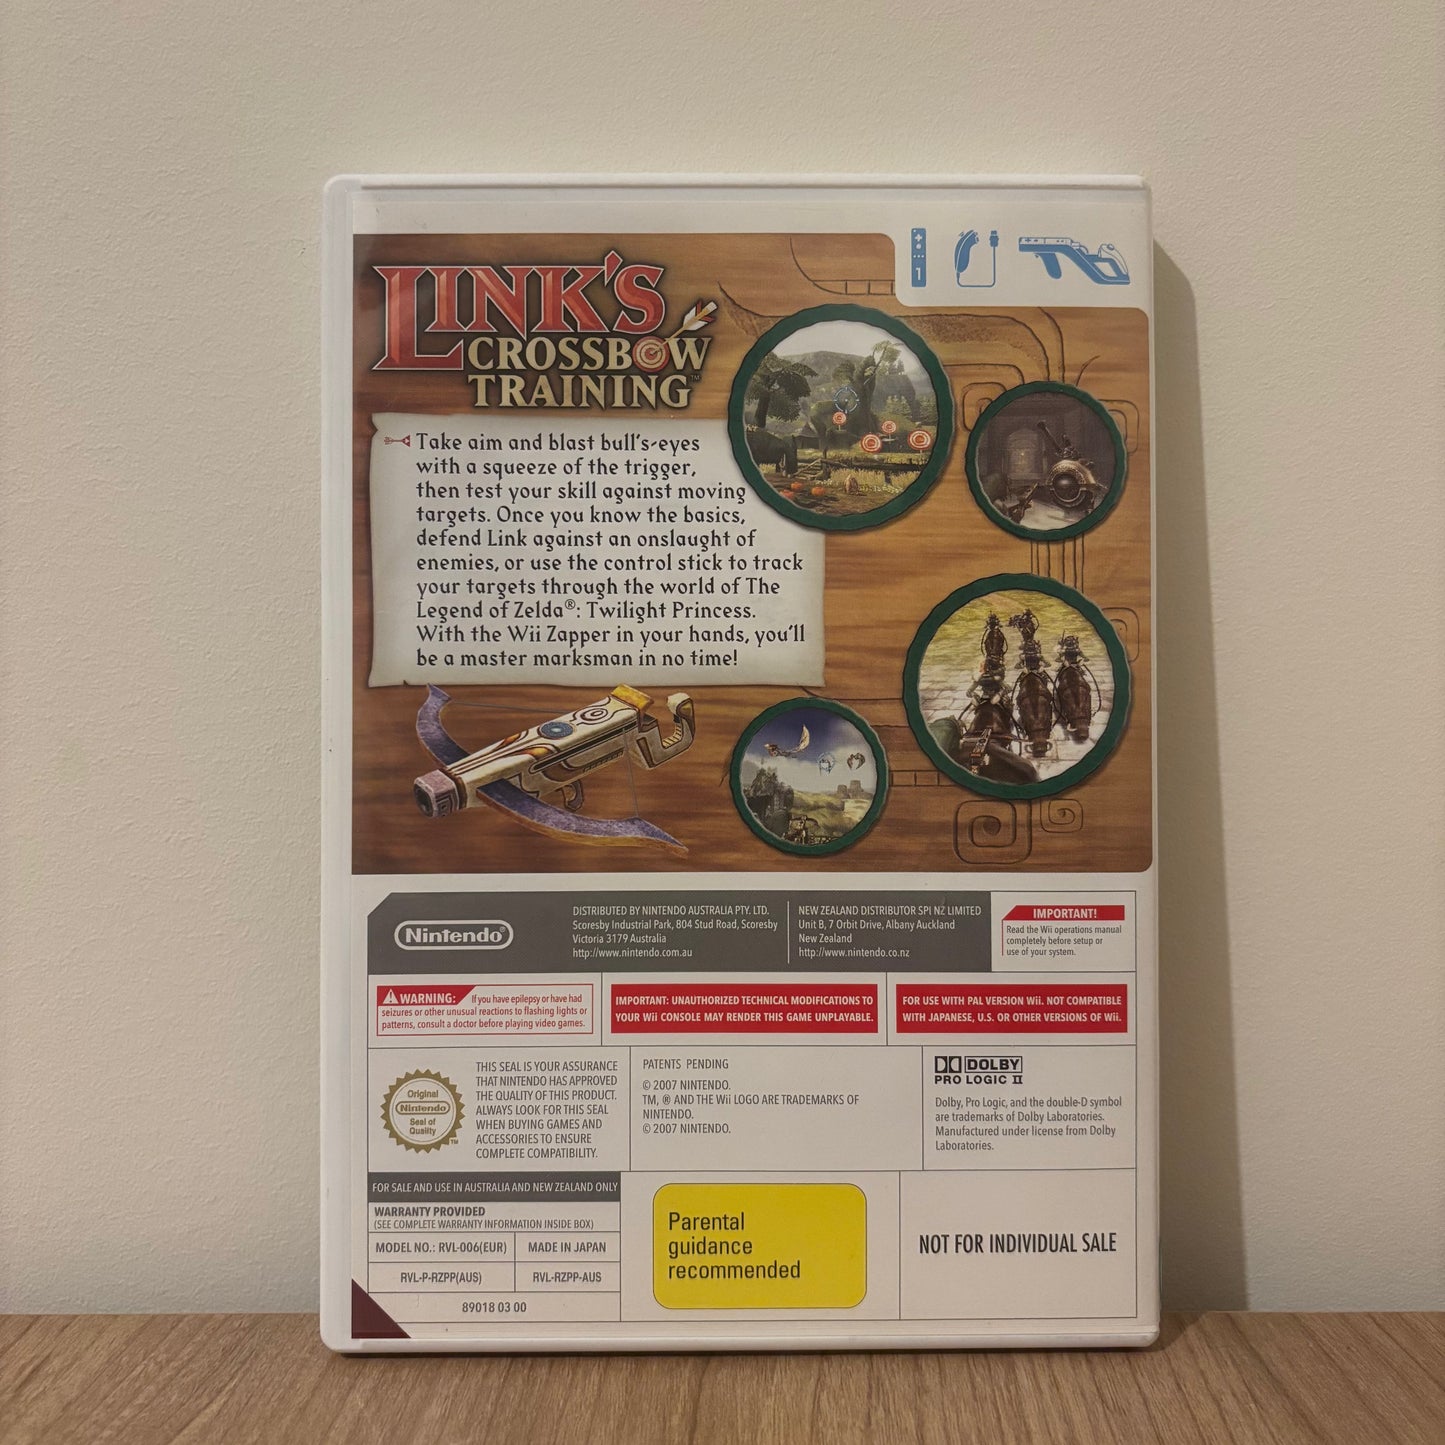 1
LINK'S
CROSSBOW
TRAINING™
Take aim and blast bull's-eyes
with a squeeze of the trigger,
then test your skill against moving
targets. Once you know the basics,
defend Link against an onslaught of
enemies, or use the control stick to track
your targets through the world of The
Legend of Zelda®: Twilight Princess.
With the Wii Zapper in your hands, you'll
be a master marksman in no time!
Nintendo®
DISTRIBUTED BY NINTENDO AUSTRALIA PTY. LTD.
Scoresby Industrial Park, 804 Stud Road, Scoresby
Victoria 3179 Australia
http://www.nintendo.com.au
NEW ZEALAND DISTRIBUTOR SPI NZ LIMITED
Unit B, 7 Orbit Drive, Albany Auckland
New Zealand
http://www.nintendo.co.nz
IMPORTANT!
Read the Wii operations manual
completely before setup or
use of your system.
WARNING: If you have epilepsy or have had
seizures or other unusual reactions to flashing lights or
patterns, consult a doctor before playing video games.
IMPORTANT: UNAUTHORIZED TECHNICAL MODIFICATIONS TO
YOUR Wii CONSOLE MAY RENDER THIS GAME UNPLAYABLE.
FOR USE WITH PAL VERSION Wii. NOT COMPATIBLE
WITH JAPANESE, U.S. OR OTHER VERSIONS OF Wii.
Original
Nintendo
Seal of
Quality
TM
THIS SEAL IS YOUR ASSURANCE
THAT NINTENDO HAS APPROVED
THE QUALITY OF THIS PRODUCT.
ALWAYS LOOK FOR THIS SEAL
WHEN BUYING GAMES AND
ACCESSORIES TO ENSURE
COMPLETE COMPATIBILITY.
PATENTS PENDING
© 2007 NINTENDO.
TM, ® AND THE Wii LOGO ARE TRADEMARKS OF
NINTENDO.
© 2007 NINTENDO.
DOLBY
PRO LOGIC II
Dolby, Pro Logic, and the double-D symbol
are trademarks of Dolby Laboratories.
Manufactured under license from Dolby
Laboratories.
FOR SALE AND USE IN AUSTRALIA AND NEW ZEALAND ONLY
WARRANTY PROVIDED
(SEE COMPLETE WARRANTY INFORMATION INSIDE BOX)
MODEL NO.: RVL-006(EUR)
MADE IN JAPAN
RVL-P-RZPP(AUS)
RVL-RZPP-AUS
89018 03 00
Parental
guidance
recommended
NOT FOR INDIVIDUAL SALE